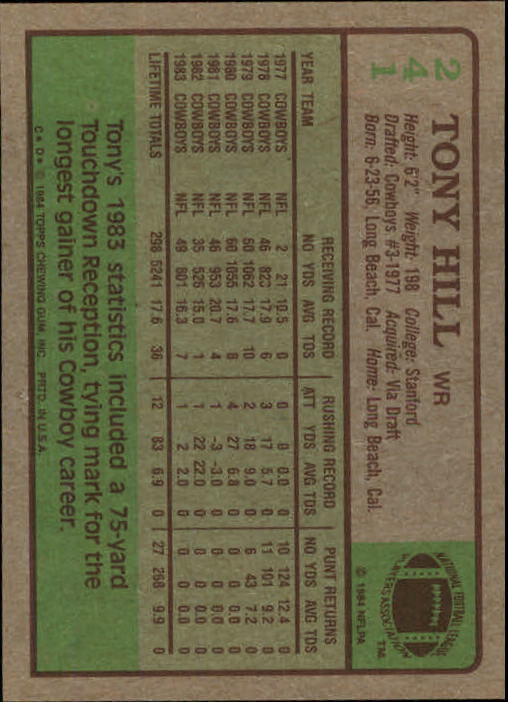 241
TONY HILL WR
Height: 6'2" Weight: 198 College: Stanford
Drafted: Cowboys #3-1977 Acquired: Via Draft
Born: 6-23-56, Long Beach, Cal. Home: Long Beach, Cal.
NATIONAL FOOTBALL LEAGUE
PLAYERS ASSOCIATION
TM
© 1984 NFLPA
RECEIVING RECORD RUSHING RECORD PUNT RETURNS
YEAR TEAM NO YDS AVG TDS ATT YDS AVG TDS NO YDS AVG TDS
1977 COWBOYS NFL 2 21 10.5 0 0 0 0.0 0 10 124 12.4 0
1978 COWBOYS NFL 46 823 17.9 6 3 17 5.7 0 11 101 9.2 0
1979 COWBOYS NFL 60 1062 17.7 10 2 18 9.0 0 6 43 7.2 0
1980 COWBOYS NFL 60 1055 17.6 8 4 27 6.8 0 0 0 0.0 0
1981 COWBOYS NFL 46 953 20.7 4 1 -3 -3.0 0 0 0 0.0 0
1982 COWBOYS NFL 35 526 15.0 1 1 22 22.0 0 0 0 0.0 0
1983 COWBOYS NFL 49 801 16.3 7 1 2 2.0 0 0 0 0.0 0
LIFETIME TOTALS 298 5241 17.6 36 12 83 6.9 0 27 268 9.9 0
Tony's 1983 statistics included a 75-yard
Touchdown Reception, tying mark for the
longest gainer of his Cowboy career.
C* D* © 1984 TOPPS CHEWING GUM, INC. PRTD. IN U.S.A.